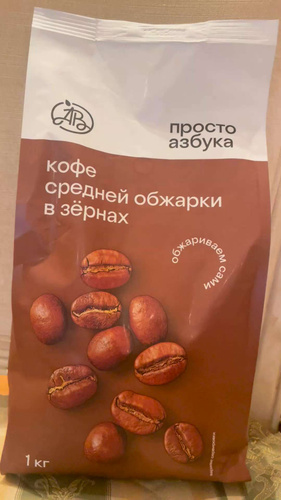 АВ
просто
азбука
кофе
средней обжарки
в зёрнах
обжариваем сами
1 кг